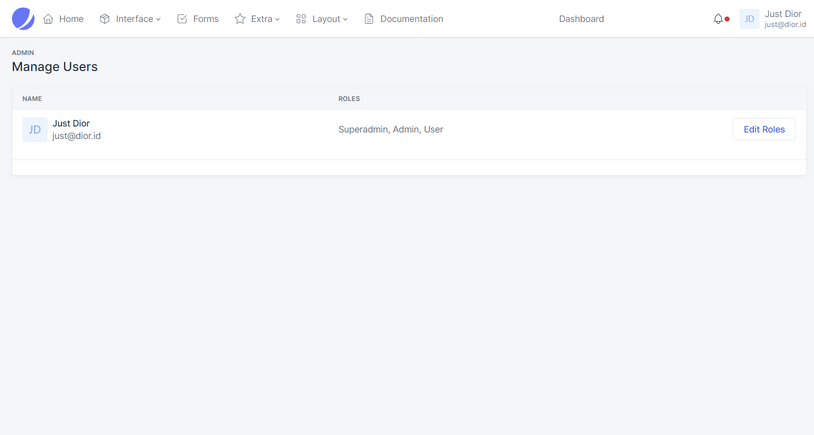 Home Interface Forms Extra Layout Documentation Dashboard JD Just Dior
just@dior.id
ADMIN
Manage Users
NAME ROLES
JD Just Dior
just@dior.id
Superadmin, Admin, User
Edit Roles